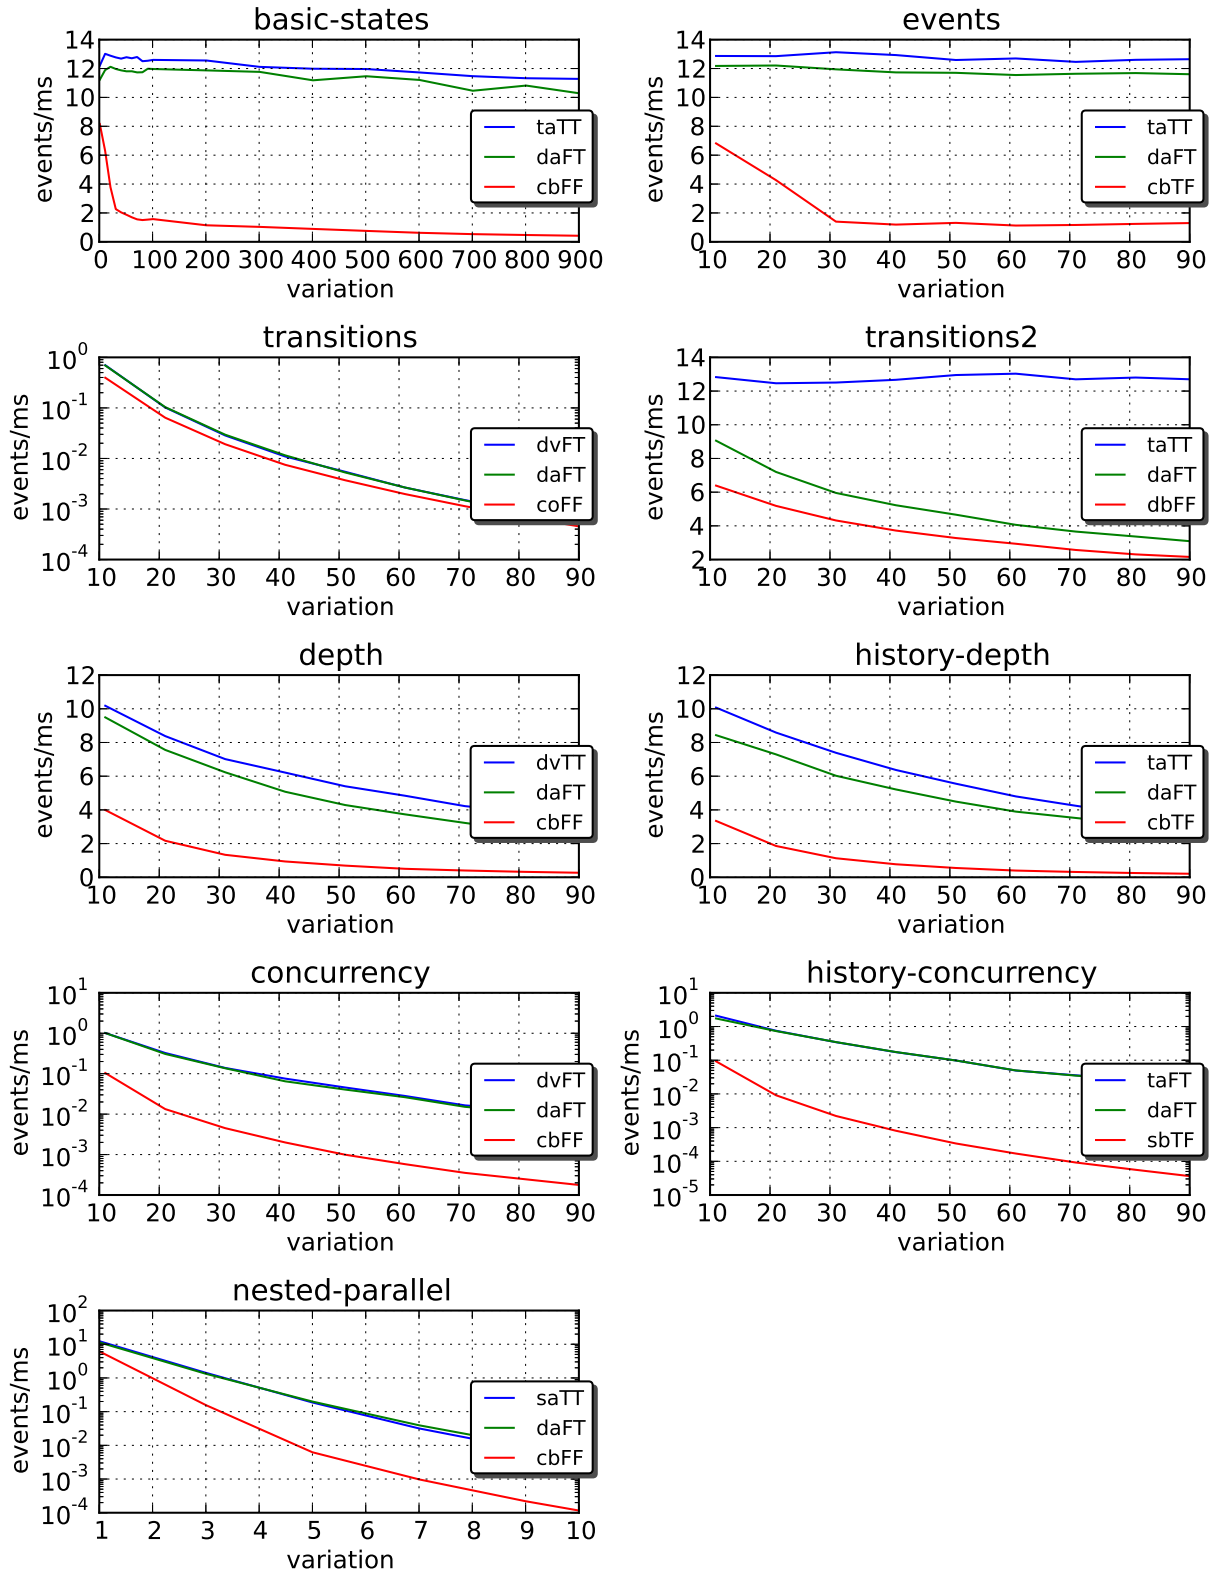 basic-states
events/ms
14
12
10
8
6
4
2
0
taTT
daFT
cbFF
0 100 200 300 400 500 600 700 800 900
variation
events
events/ms
14
12
10
8
6
4
2
0
taTT
daFT
cbTF
10 20 30 40 50 60 70 80 90
variation
transitions
events/ms
10^0
10^-1
10^-2
10^-3
10^-4
dvFT
daFT
coFF
10 20 30 40 50 60 70 80 90
variation
transitions2
events/ms
14
12
10
8
6
4
2
taTT
daFT
dbFF
10 20 30 40 50 60 70 80 90
variation
depth
events/ms
12
10
8
6
4
2
0
dvTT
daFT
cbFF
10 20 30 40 50 60 70 80 90
variation
history-depth
events/ms
12
10
8
6
4
2
0
taTT
daFT
cbTF
10 20 30 40 50 60 70 80 90
variation
concurrency
events/ms
10^1
10^0
10^-1
10^-2
10^-3
10^-4
dvFT
daFT
cbFF
10 20 30 40 50 60 70 80 90
variation
history-concurrency
events/ms
10^1
10^0
10^-1
10^-2
10^-3
10^-4
10^-5
taFT
daFT
sbTF
10 20 30 40 50 60 70 80 90
variation
nested-parallel
events/ms
10^2
10^1
10^0
10^-1
10^-2
10^-3
10^-4
saTT
daFT
cbFF
1 2 3 4 5 6 7 8 9 10
variation